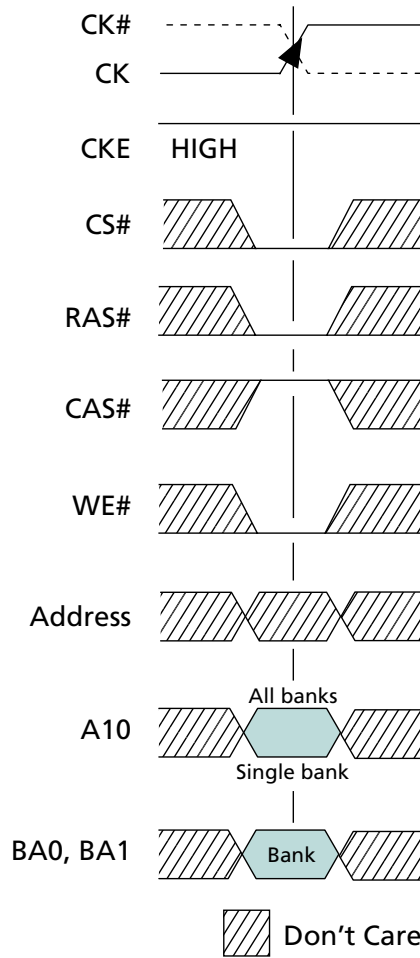 CK#
CK
CKE HIGH
CS#
RAS#
CAS#
WE#
Address
All banks
A10
Single bank
BA0, BA1 Bank
Don't Care